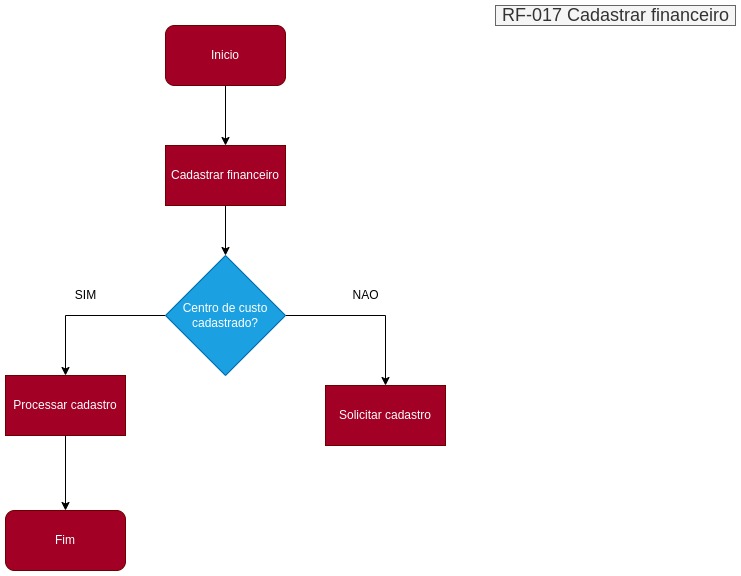 RF-017 Cadastrar financeiro
Inicio
Cadastrar financeiro
Centro de custo
cadastrado?
SIM
NAO
Processar cadastro
Solicitar cadastro
Fim